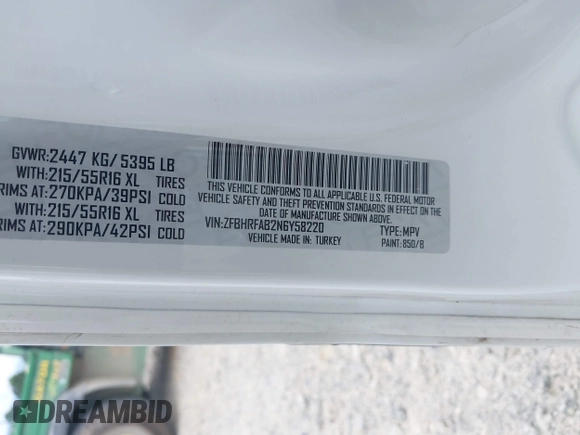 GVWR:2447 KG/ 5395 LB
WITH:215/55R16 XL TIRES
RIMS AT:270KPA/39PSI COLD
WITH:215/55R16 XL TIRES
RIMS AT:290KPA/42PSI COLD
THIS VEHICLE CONFORMS TO ALL APPLICABLE U.S. FEDERAL MOTOR
VEHICLE SAFETY AND THEFT PREVENTION STANDARDS IN EFFECT ON THE
DATE OF MANUFACTURE SHOWN ABOVE.
VIN:ZFBHRFAB2N6Y58220 TYPE:MPV
VEHICLE MADE IN: TURKEY PAINT: 850/B
DREAMBID